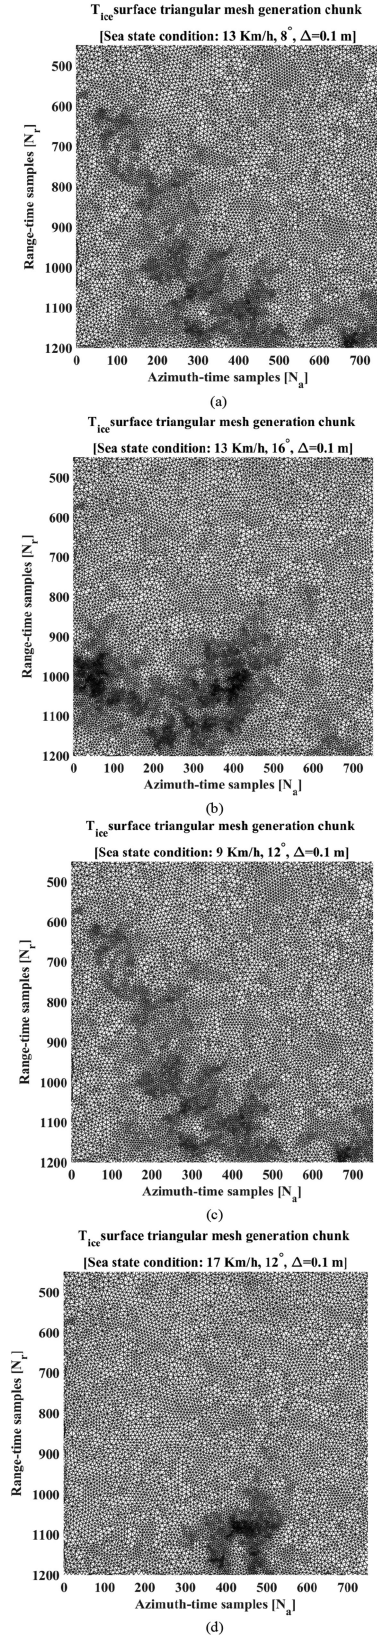 T_ice surface triangular mesh generation chunk
[Sea state condition: 13 Km/h, 8°, Δ=0.1 m]
500
600
700
800
900
1000
1100
1200
Range-time samples [N_r]
0 100 200 300 400 500 600 700
Azimuth-time samples [N_a]
(a)
T_ice surface triangular mesh generation chunk
[Sea state condition: 13 Km/h, 16°, Δ=0.1 m]
500
600
700
800
900
1000
1100
1200
Range-time samples [N_r]
0 100 200 300 400 500 600 700
Azimuth-time samples [N_a]
(b)
T_ice surface triangular mesh generation chunk
[Sea state condition: 9 Km/h, 12°, Δ=0.1 m]
500
600
700
800
900
1000
1100
1200
Range-time samples [N_r]
0 100 200 300 400 500 600 700
Azimuth-time samples [N_a]
(c)
T_ice surface triangular mesh generation chunk
[Sea state condition: 17 Km/h, 12°, Δ=0.1 m]
500
600
700
800
900
1000
1100
1200
Range-time samples [N_r]
0 100 200 300 400 500 600 700
Azimuth-time samples [N_a]
(d)